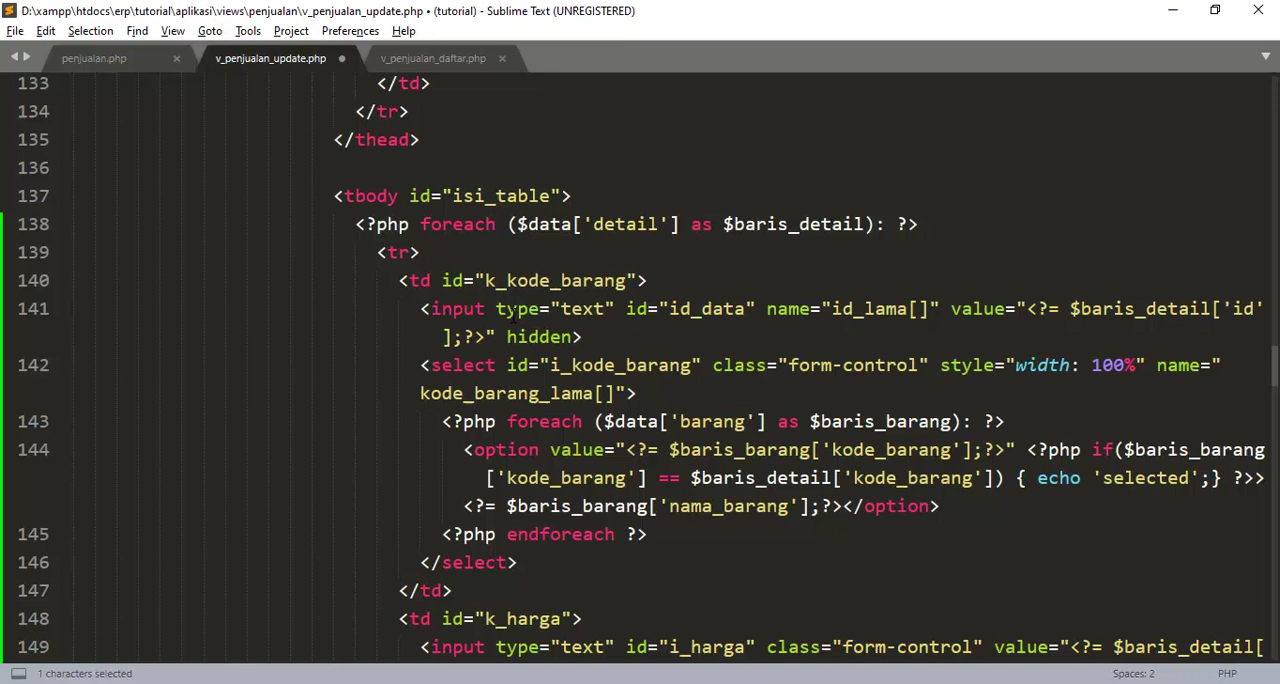 D:\xampp\htdocs\erp\tutorial\aplikasi\views\penjualan\v_penjualan_update.php • (tutorial) - Sublime Text (UNREGISTERED)
File Edit Selection Find View Goto Tools Project Preferences Help
penjualan.php × v_penjualan_update.php • v_penjualan_daftar.php ×
133 </td>
134 </tr>
135 </thead>
136
137 <tbody id="isi_table">
138 <?php foreach ($data['detail'] as $baris_detail): ?>
139 <tr>
140 <td id="k_kode_barang">
141 <input type="text" id="id_data" name="id_lama[]" value="<?= $baris_detail['id'
];?>" hidden>
142 <select id="i_kode_barang" class="form-control" style="width: 100%" name="
kode_barang_lama[]">
143 <?php foreach ($data['barang'] as $baris_barang): ?>
144 <option value="<?= $baris_barang['kode_barang'];?>" <?php if($baris_barang
['kode_barang'] == $baris_detail['kode_barang']) { echo 'selected';} ?>>
<?= $baris_barang['nama_barang'];?></option>
145 <?php endforeach ?>
146 </select>
147 </td>
148 <td id="k_harga">
149 <input type="text" id="i_harga" class="form-control" value="<?= $baris_detail[
1 characters selected Spaces: 2 PHP